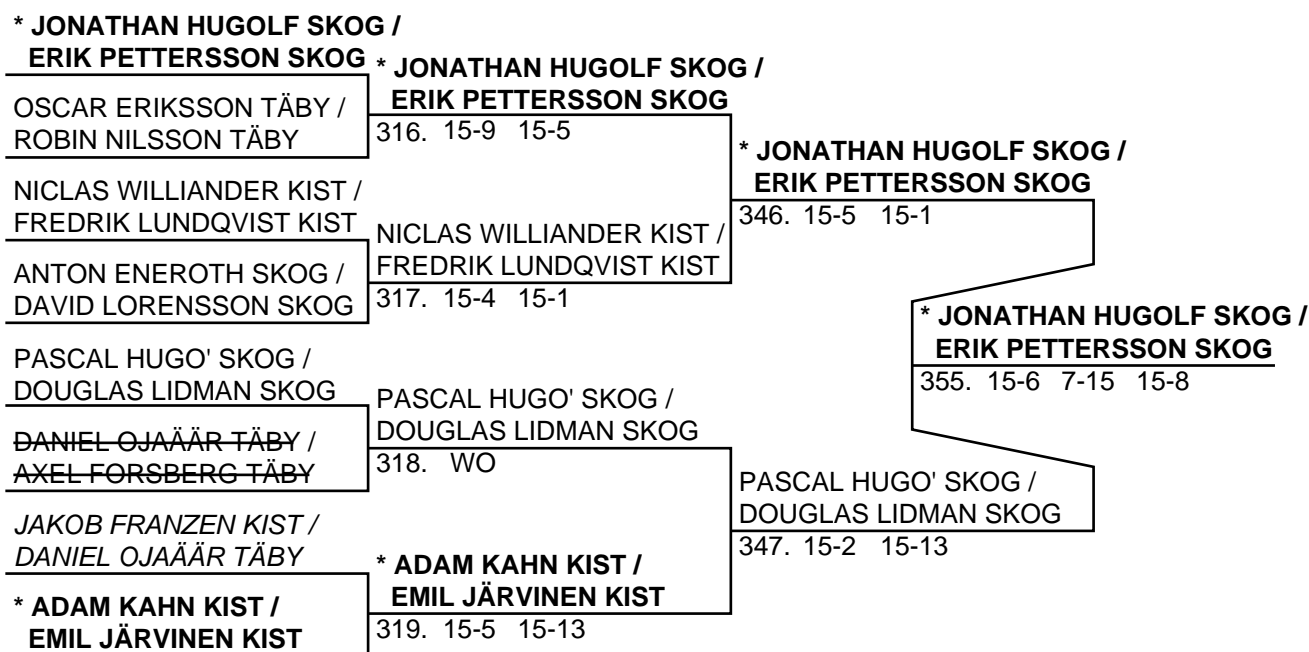 * JONATHAN HUGOLF SKOG /
ERIK PETTERSSON SKOG
OSCAR ERIKSSON TÄBY /
ROBIN NILSSON TÄBY
NICLAS WILLIANDER KIST /
FREDRIK LUNDQVIST KIST
ANTON ENEROTH SKOG /
DAVID LORENSSON SKOG
PASCAL HUGO' SKOG /
DOUGLAS LIDMAN SKOG
DANIEL OJAÄÄR TÄBY /
AXEL FORSBERG TÄBY
JAKOB FRANZEN KIST /
DANIEL OJAÄÄR TÄBY
* ADAM KAHN KIST /
EMIL JÄRVINEN KIST
* JONATHAN HUGOLF SKOG /
ERIK PETTERSSON SKOG
316. 15-9 15-5
NICLAS WILLIANDER KIST /
FREDRIK LUNDQVIST KIST
317. 15-4 15-1
PASCAL HUGO' SKOG /
DOUGLAS LIDMAN SKOG
318. WO
* ADAM KAHN KIST /
EMIL JÄRVINEN KIST
319. 15-5 15-13
* JONATHAN HUGOLF SKOG /
ERIK PETTERSSON SKOG
346. 15-5 15-1
PASCAL HUGO' SKOG /
DOUGLAS LIDMAN SKOG
347. 15-2 15-13
* JONATHAN HUGOLF SKOG /
ERIK PETTERSSON SKOG
355. 15-6 7-15 15-8